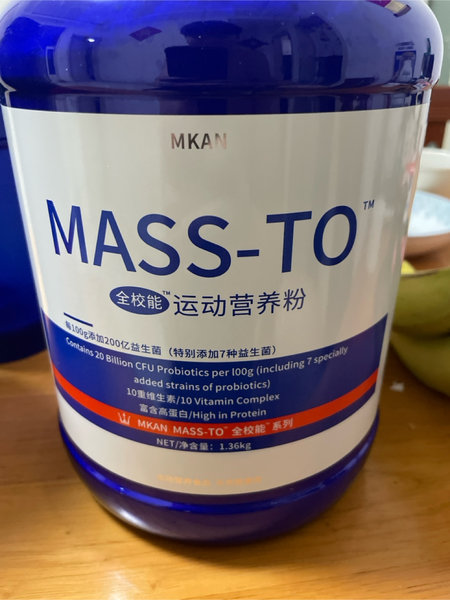 MKAN
MASS-TO™
全校能™ 运动营养粉
每100g添加200亿益生菌（特别添加7种益生菌）
Contains 20 Billion CFU Probiotics per l00g (including 7 specially
added strains of probiotics)
10重维生素/10 Vitamin Complex
富含高蛋白/High in Protein
MKAN MASS-TO™ 全校能™系列
NET/净含量：1.36kg